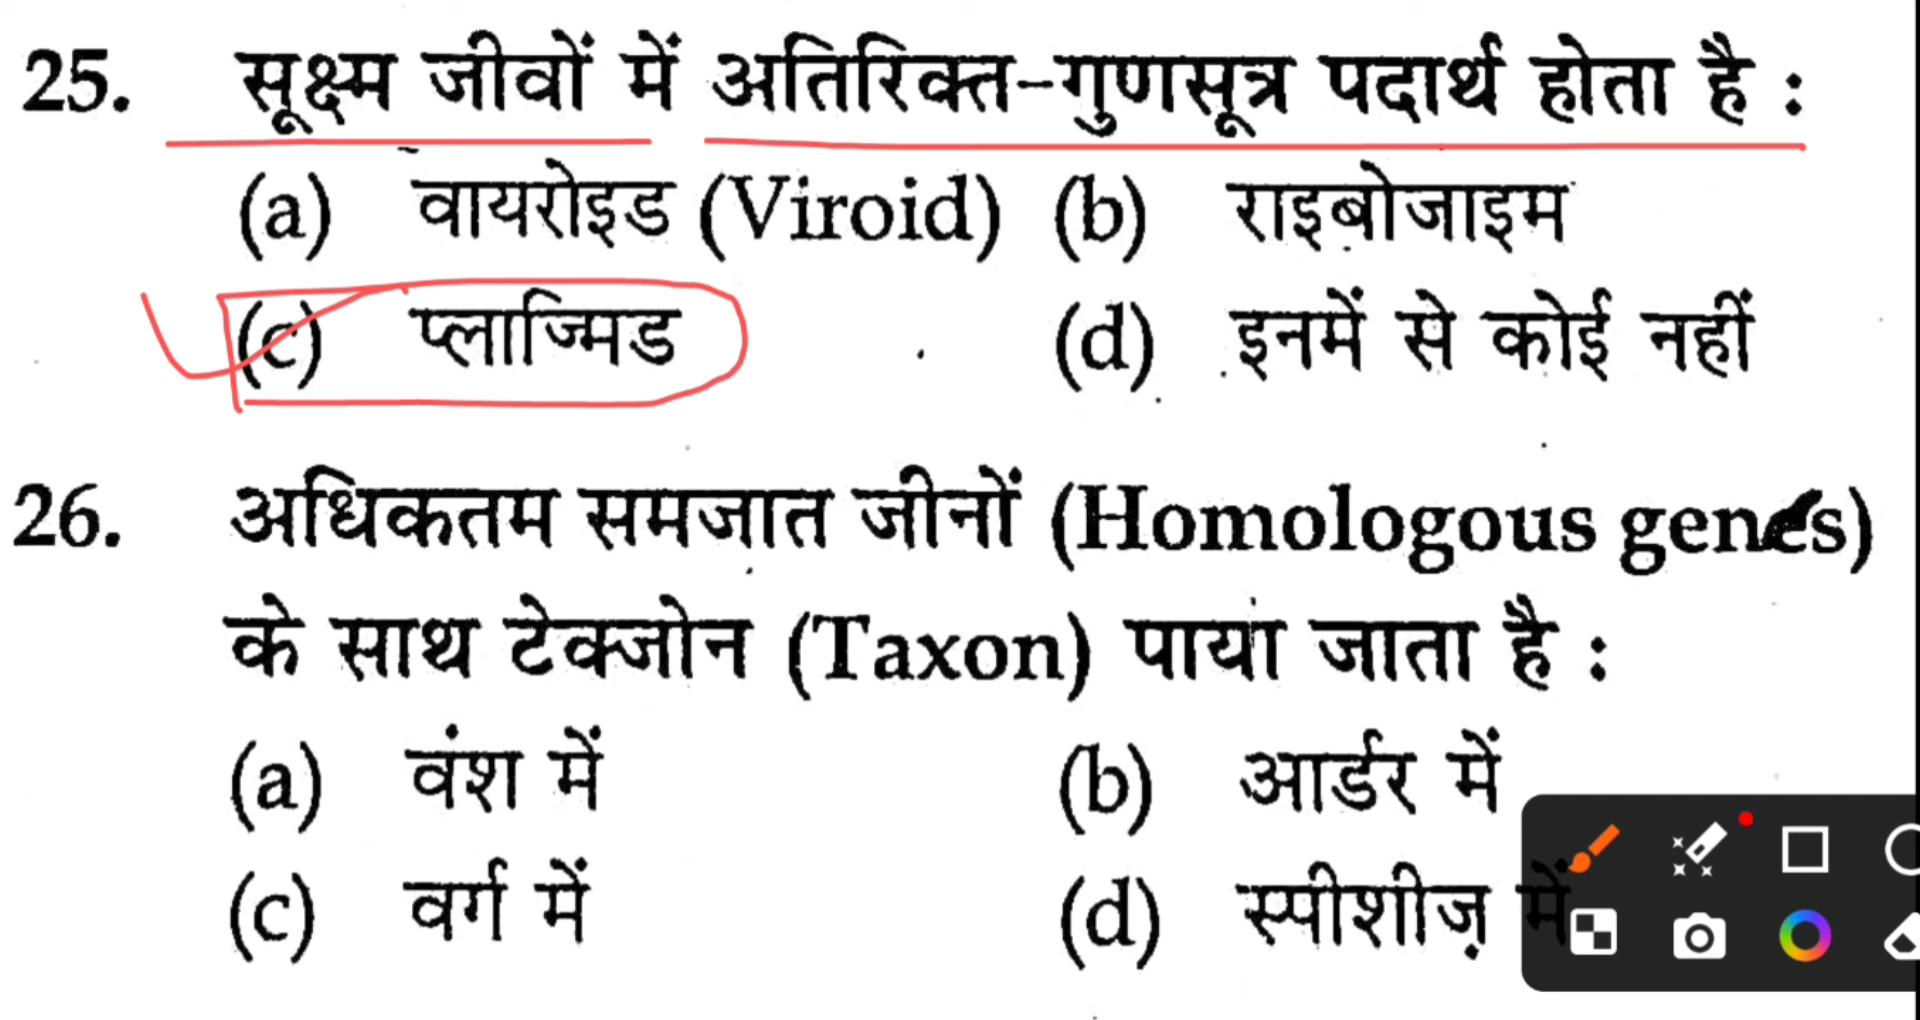 25. सूक्ष्म जीवों में अतिरिक्त-गुणसूत्र पदार्थ होता है :
(a) वायरोइड (Viroid) (b) राइबोजाइम
(c) प्लाज्मिड (d) इनमें से कोई नहीं
26. अधिकतम समजात जीनों (Homologous genes)
के साथ टेक्जोन (Taxon) पाया जाता है :
(a) वंश में (b) आर्डर में
(c) वर्ग में (d) स्पीशीज़ में